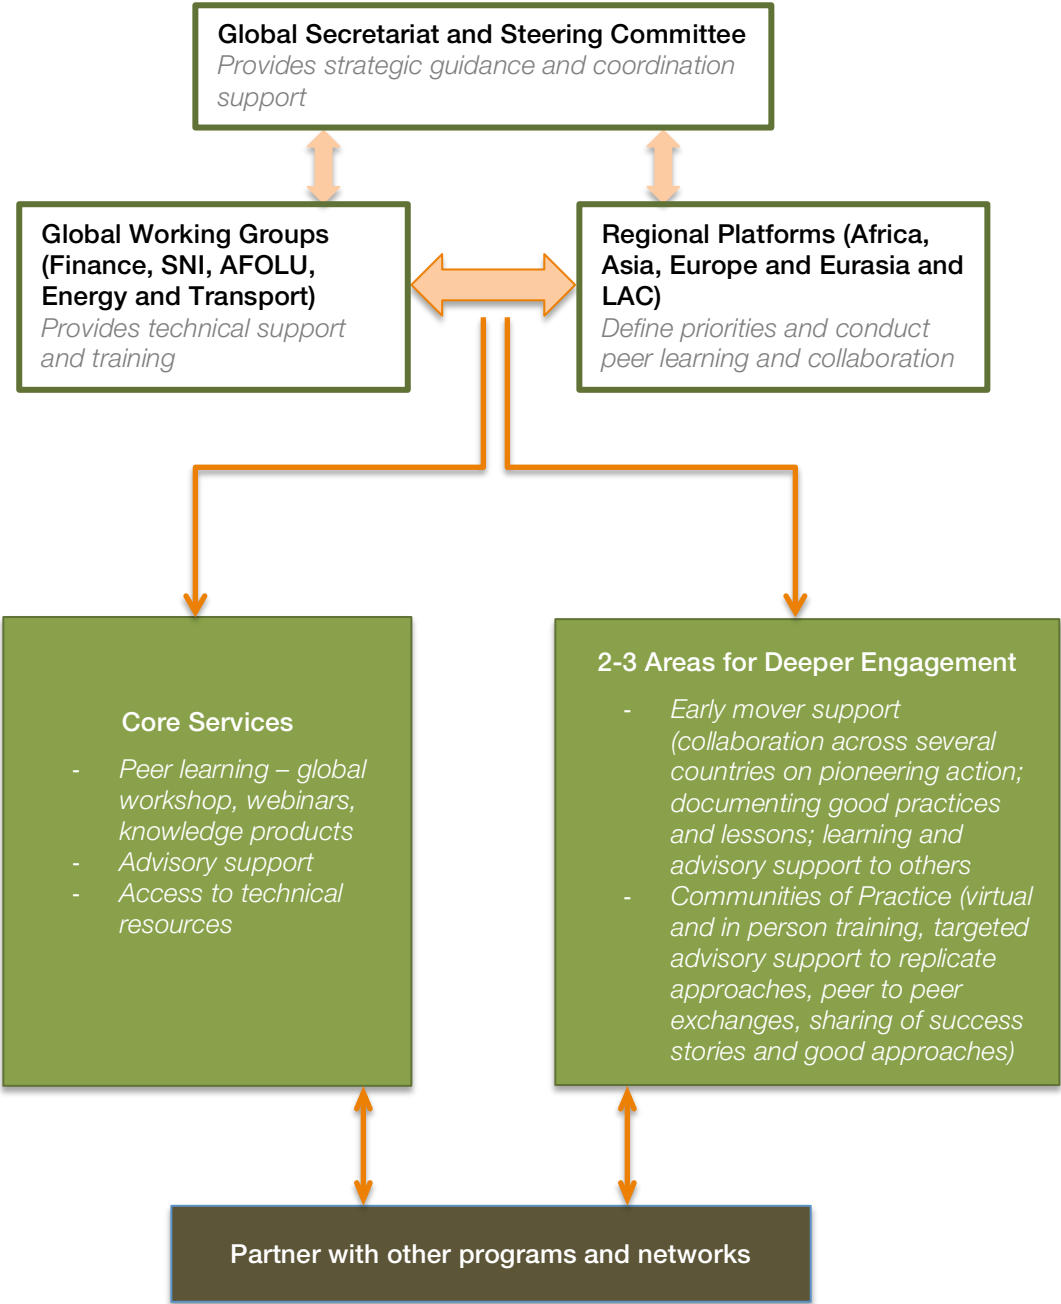 Global Secretariat and Steering Committee
Provides strategic guidance and coordination
support
Global Working Groups
(Finance, SNI, AFOLU,
Energy and Transport)
Provides technical support
and training
Regional Platforms (Africa,
Asia, Europe and Eurasia and
LAC)
Define priorities and conduct
peer learning and collaboration
Core Services
- Peer learning – global
workshop, webinars,
knowledge products
- Advisory support
- Access to technical
resources
2-3 Areas for Deeper Engagement
- Early mover support
(collaboration across several
countries on pioneering action;
documenting good practices
and lessons; learning and
advisory support to others
- Communities of Practice (virtual
and in person training, targeted
advisory support to replicate
approaches, peer to peer
exchanges, sharing of success
stories and good approaches)
Partner with other programs and networks